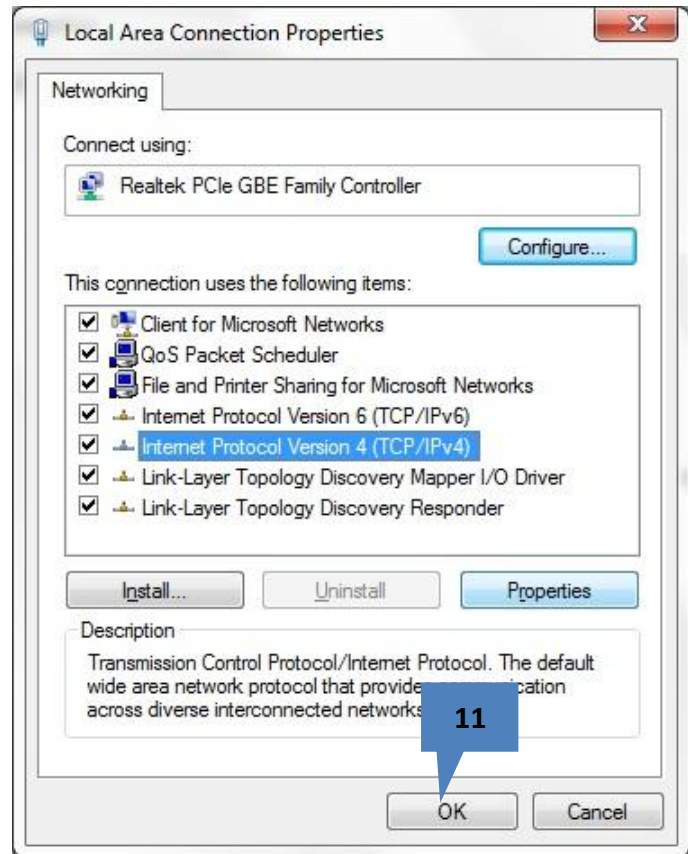 Local Area Connection Properties
Networking
Connect using:
Realtek PCIe GBE Family Controller
Configure...
This connection uses the following items:
Client for Microsoft Networks
QoS Packet Scheduler
File and Printer Sharing for Microsoft Networks
Internet Protocol Version 6 (TCP/IPv6)
Internet Protocol Version 4 (TCP/IPv4)
Link-Layer Topology Discovery Mapper I/O Driver
Link-Layer Topology Discovery Responder
Install... Uninstall Properties
Description
Transmission Control Protocol/Internet Protocol. The default
wide area network protocol that provides
across diverse interconnected networks
11
OK Cancel